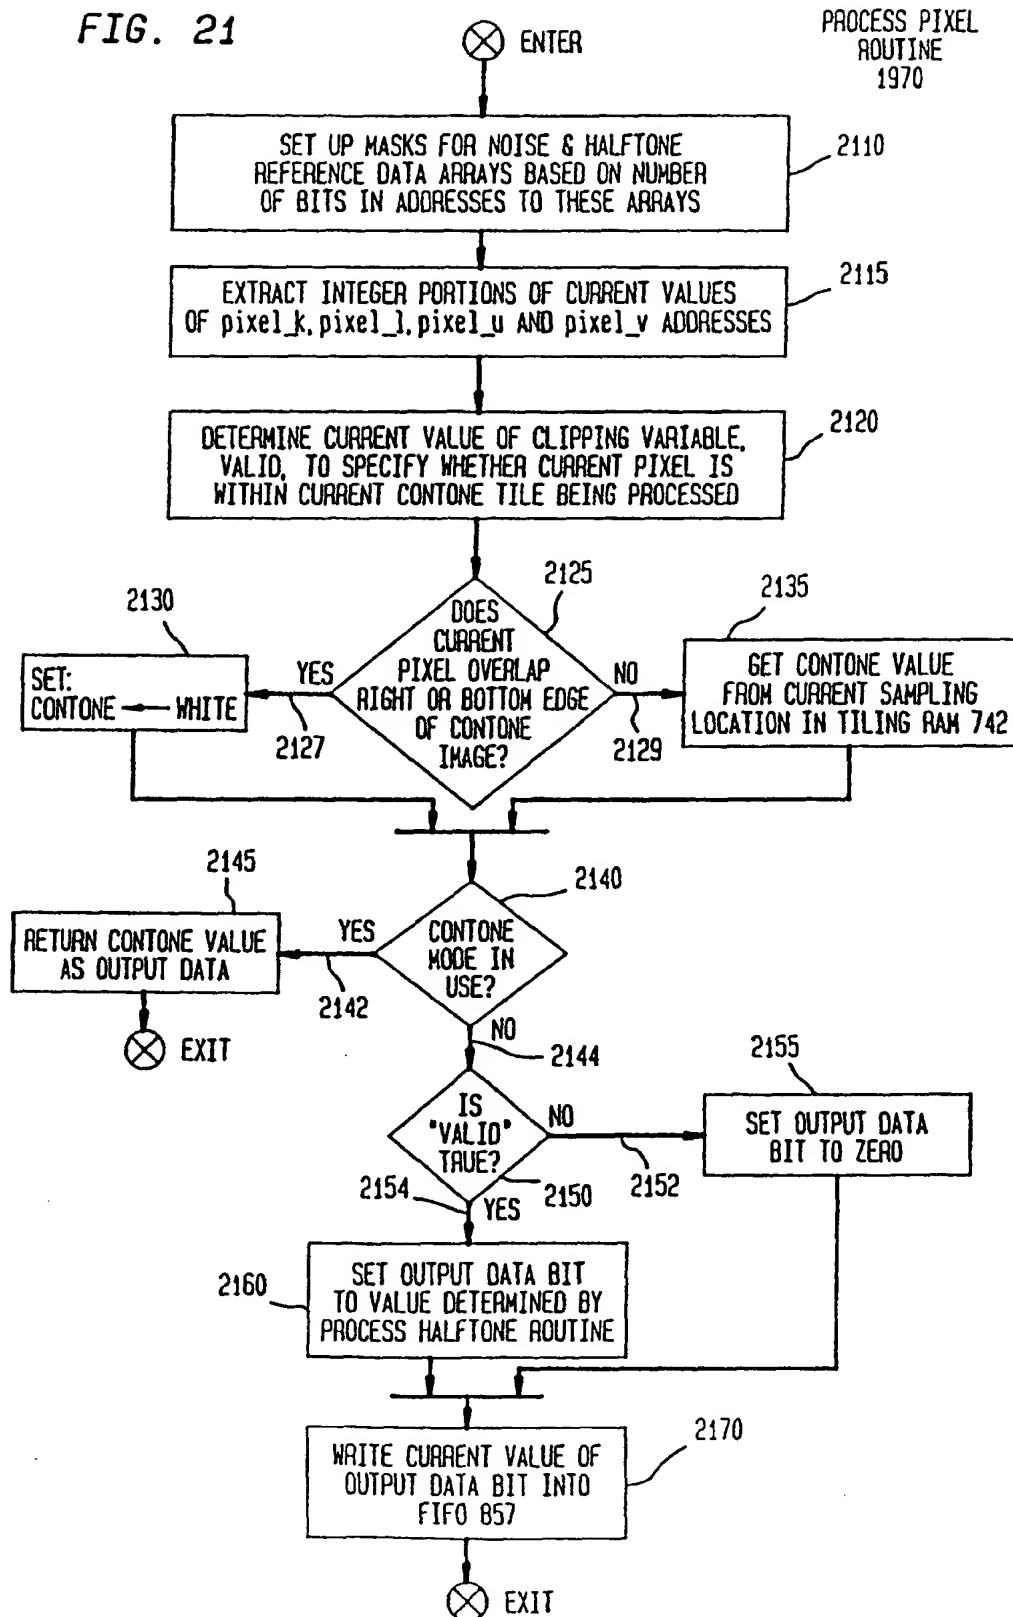 FIG. 21
ENTER
PROCESS PIXEL
ROUTINE
1970
SET UP MASKS FOR NOISE & HALFTONE
REFERENCE DATA ARRAYS BASED ON NUMBER
OF BITS IN ADDRESSES TO THESE ARRAYS
2110
EXTRACT INTEGER PORTIONS OF CURRENT VALUES
OF pixel_k, pixel_l, pixel_u AND pixel_v ADDRESSES
2115
DETERMINE CURRENT VALUE OF CLIPPING VARIABLE,
VALID, TO SPECIFY WHETHER CURRENT PIXEL IS
WITHIN CURRENT CONTONE TILE BEING PROCESSED
2120
2125
DOES
CURRENT
PIXEL OVERLAP
RIGHT OR BOTTOM EDGE
OF CONTONE
IMAGE?
2130
YES
2127
SET:
CONTONE ← WHITE
NO
2129
2135
GET CONTONE VALUE
FROM CURRENT SAMPLING
LOCATION IN TILING RAM 742
2140
CONTONE
MODE IN
USE?
YES
2142
2145
RETURN CONTONE VALUE
AS OUTPUT DATA
EXIT
NO
2144
IS
"VALID"
TRUE?
2150
NO
2152
2155
SET OUTPUT DATA
BIT TO ZERO
2154
YES
2160
SET OUTPUT DATA BIT
TO VALUE DETERMINED BY
PROCESS HALFTONE ROUTINE
2170
WRITE CURRENT VALUE OF
OUTPUT DATA BIT INTO
FIFO 857
EXIT